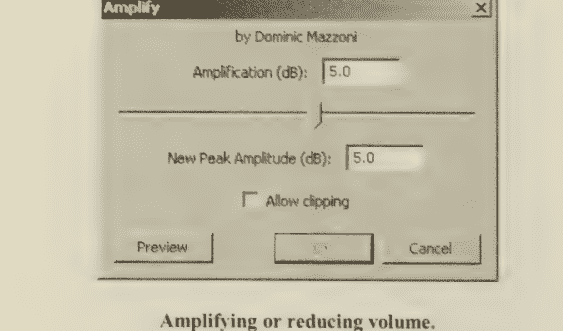 Amplify
by Dominic Mazzoni
Amplification (dB): 5.0
New Peak Amplitude (dB): 5.0
Allow clipping
Preview
Cancel
Amplifying or reducing volume.